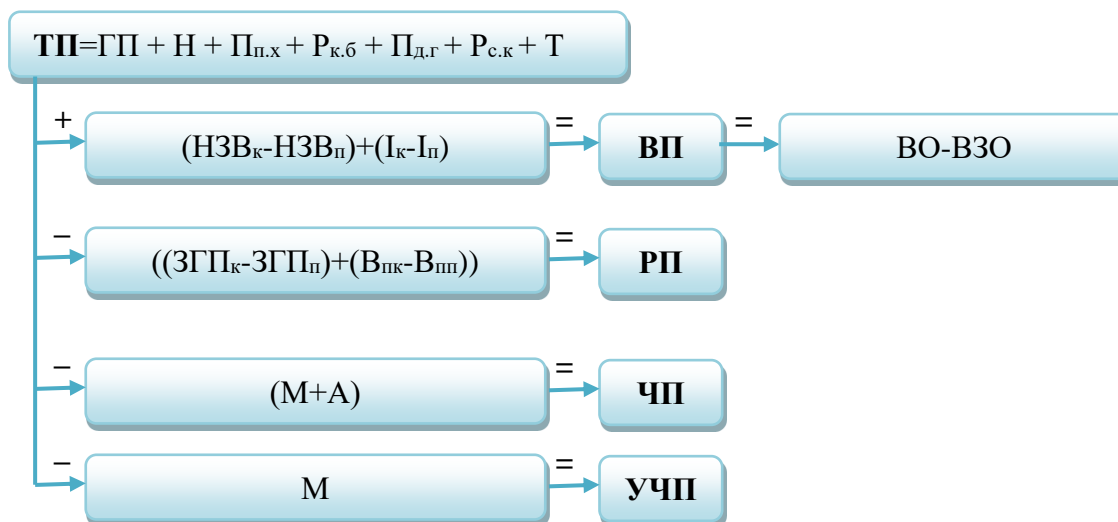 ТП=ГП + Н + Пп.х + Рк.б + Пд.г + Рс.к + Т
+ (НЗВк-НЗВп)+(Iк-Iп) = ВП = ВО-ВЗО
− ((ЗГПк-ЗГПп)+(Впк-Впп)) = РП
− (М+А) = ЧП
− М = УЧП